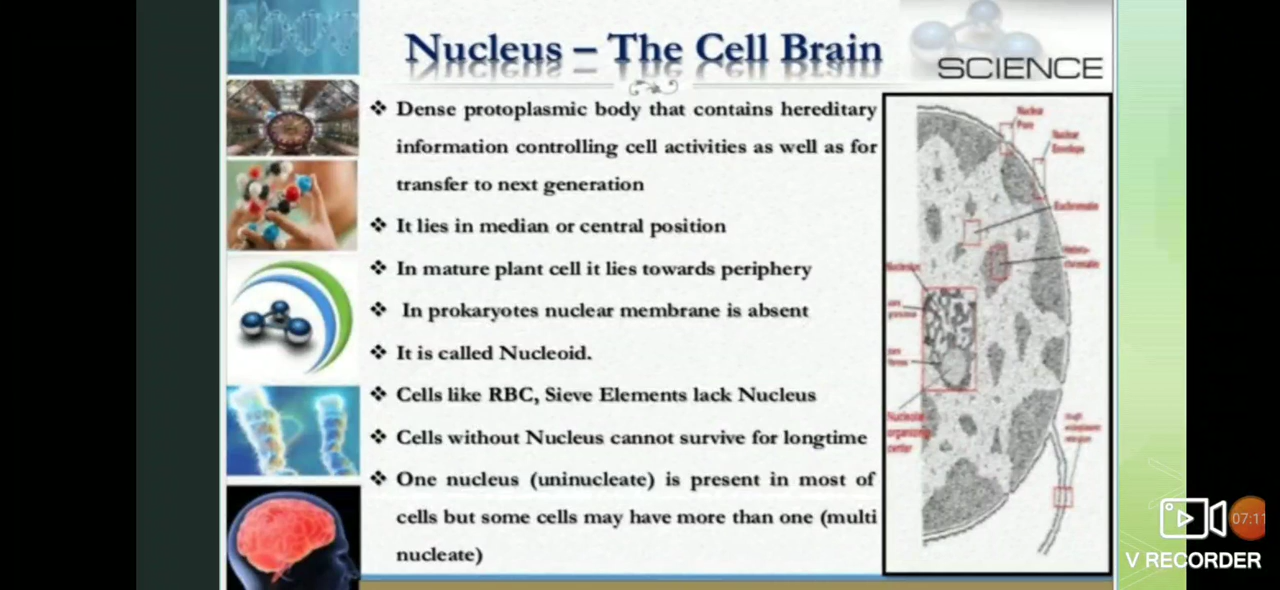 Nucleus – The Cell Brain
SCIENCE
❖ Dense protoplasmic body that contains hereditary
information controlling cell activities as well as for
transfer to next generation
❖ It lies in median or central position
❖ In mature plant cell it lies towards periphery
❖ In prokaryotes nuclear membrane is absent
❖ It is called Nucleoid.
❖ Cells like RBC, Sieve Elements lack Nucleus
❖ Cells without Nucleus cannot survive for longtime
❖ One nucleus (uninucleate) is present in most of
cells but some cells may have more than one (multi
nucleate)
Nuclear
Pore
Nuclear
Envelope
Euchromatin
Hetero-
chromatin
Nucleolus
Nucleolar
organizing
center
07:11
V RECORDER